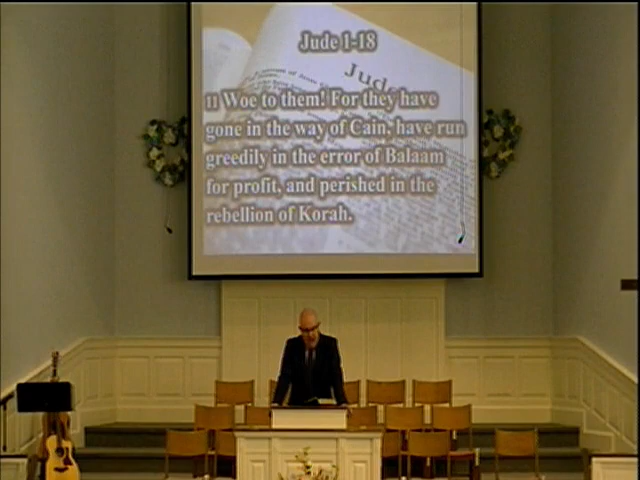 Jude 1-18
Jude
11 Woe to them! For they have
gone in the way of Cain, have run
greedily in the error of Balaam
for profit, and perished in the
rebellion of Korah.